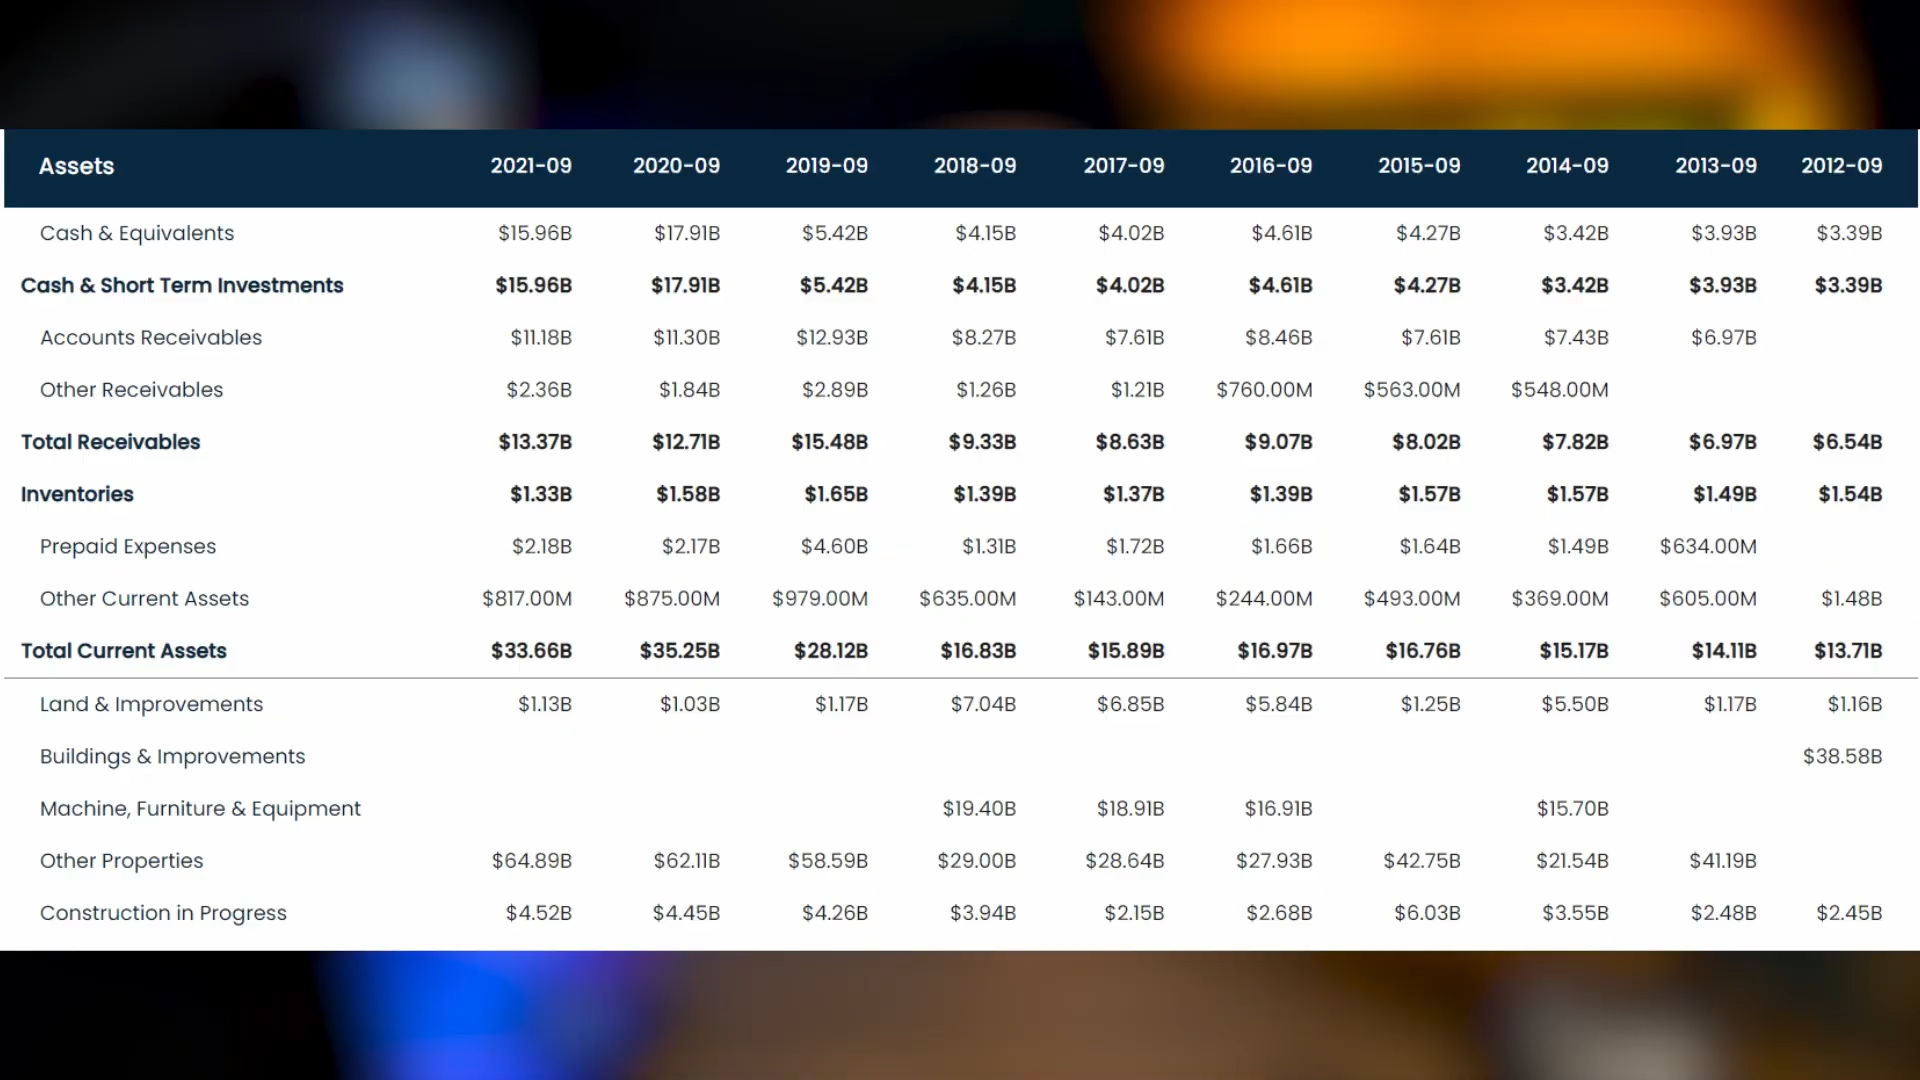 Assets 2021-09 2020-09 2019-09 2018-09 2017-09 2016-09 2015-09 2014-09 2013-09 2012-09
Cash & Equivalents $15.96B $17.91B $5.42B $4.15B $4.02B $4.61B $4.27B $3.42B $3.93B $3.39B
Cash & Short Term Investments $15.96B $17.91B $5.42B $4.15B $4.02B $4.61B $4.27B $3.42B $3.93B $3.39B
Accounts Receivables $11.18B $11.30B $12.93B $8.27B $7.61B $8.46B $7.61B $7.43B $6.97B
Other Receivables $2.36B $1.84B $2.89B $1.26B $1.21B $760.00M $563.00M $548.00M
Total Receivables $13.37B $12.71B $15.48B $9.33B $8.63B $9.07B $8.02B $7.82B $6.97B $6.54B
Inventories $1.33B $1.58B $1.65B $1.39B $1.37B $1.39B $1.57B $1.57B $1.49B $1.54B
Prepaid Expenses $2.18B $2.17B $4.60B $1.31B $1.72B $1.66B $1.64B $1.49B $634.00M
Other Current Assets $817.00M $875.00M $979.00M $635.00M $143.00M $244.00M $493.00M $369.00M $605.00M $1.48B
Total Current Assets $33.66B $35.25B $28.12B $16.83B $15.89B $16.97B $16.76B $15.17B $14.11B $13.71B
Land & Improvements $1.13B $1.03B $1.17B $7.04B $6.85B $5.84B $1.25B $5.50B $1.17B $1.16B
Buildings & Improvements $38.58B
Machine, Furniture & Equipment $19.40B $18.91B $16.91B $15.70B
Other Properties $64.89B $62.11B $58.59B $29.00B $28.64B $27.93B $42.75B $21.54B $41.19B
Construction in Progress $4.52B $4.45B $4.26B $3.94B $2.15B $2.68B $6.03B $3.55B $2.48B $2.45B